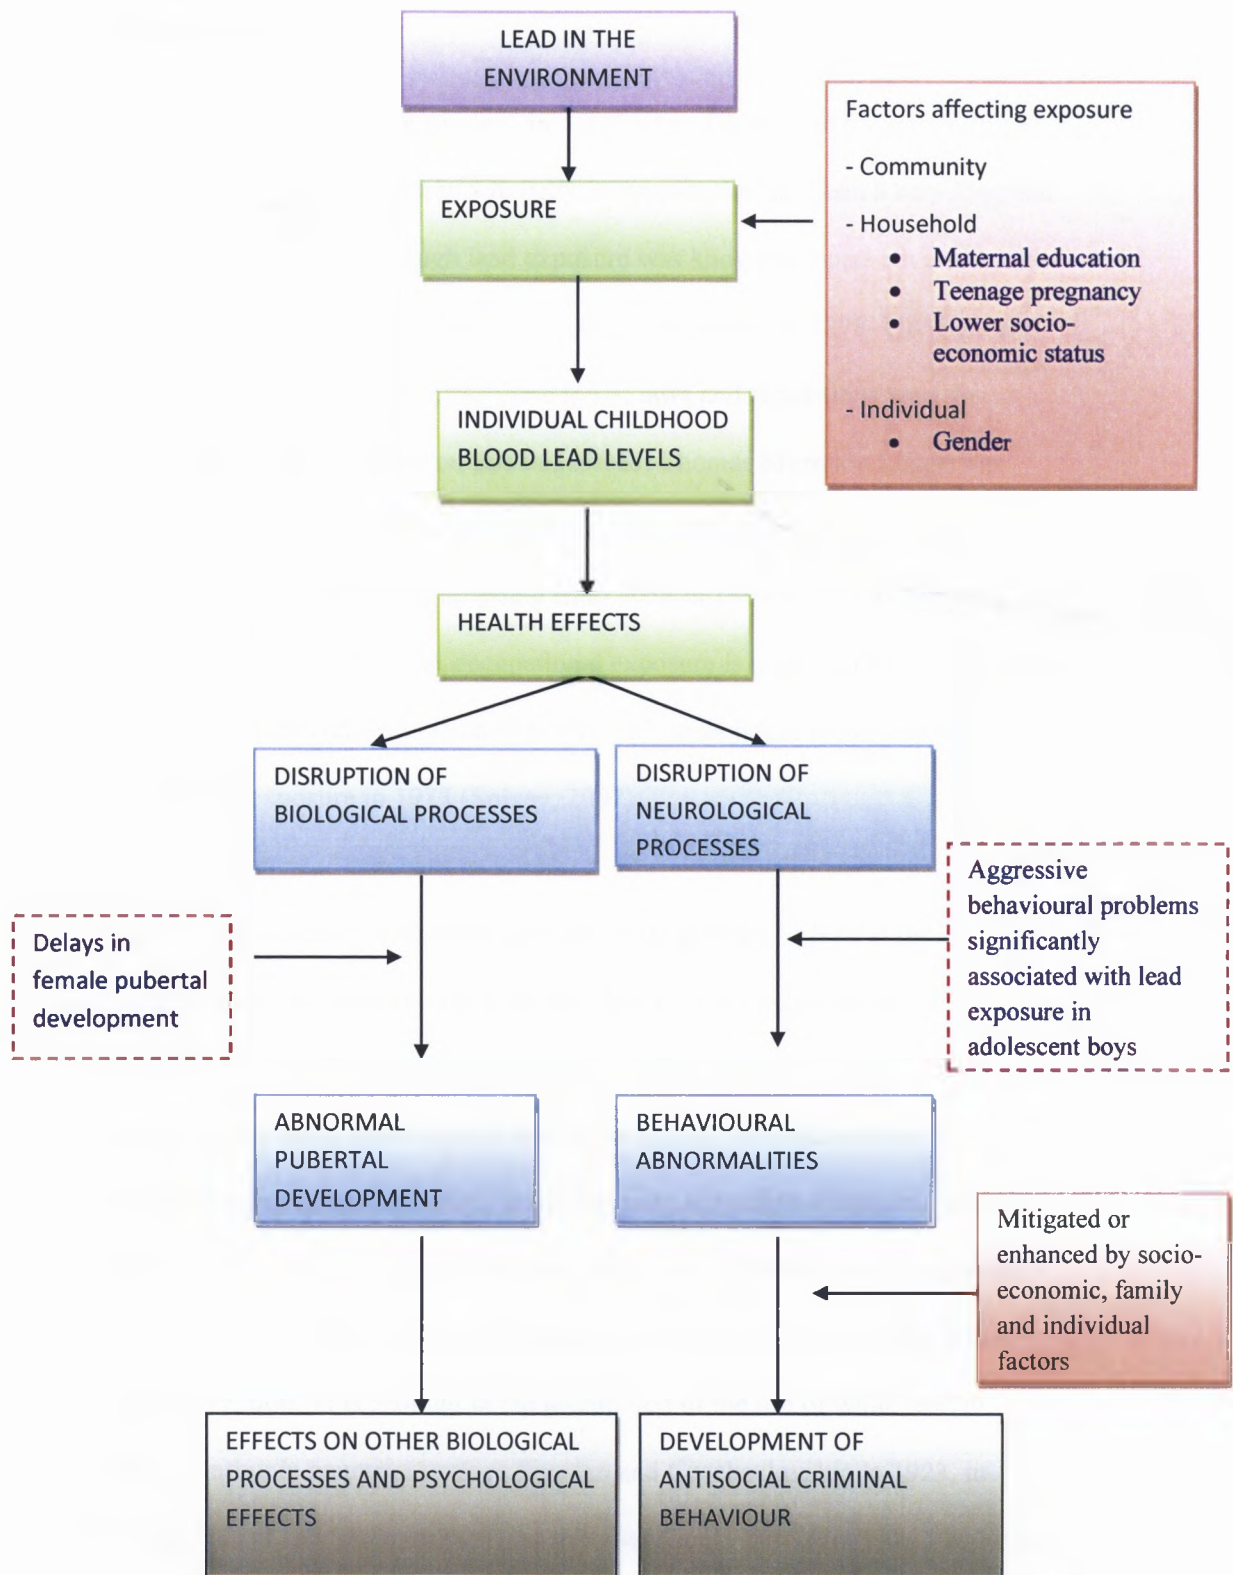 LEAD IN THE
ENVIRONMENT
Factors affecting exposure
- Community
- Household
• Maternal education
• Teenage pregnancy
• Lower socio-
economic status
- Individual
• Gender
EXPOSURE
INDIVIDUAL CHILDHOOD
BLOOD LEAD LEVELS
HEALTH EFFECTS
DISRUPTION OF
BIOLOGICAL PROCESSES
DISRUPTION OF
NEUROLOGICAL
PROCESSES
Delays in
female pubertal
development
Aggressive
behavioural problems
significantly
associated with lead
exposure in
adolescent boys
ABNORMAL
PUBERTAL
DEVELOPMENT
BEHAVIOURAL
ABNORMALITIES
Mitigated or
enhanced by socio-
economic, family
and individual
factors
EFFECTS ON OTHER BIOLOGICAL
PROCESSES AND PSYCHOLOGICAL
EFFECTS
DEVELOPMENT OF
ANTISOCIAL CRIMINAL
BEHAVIOUR